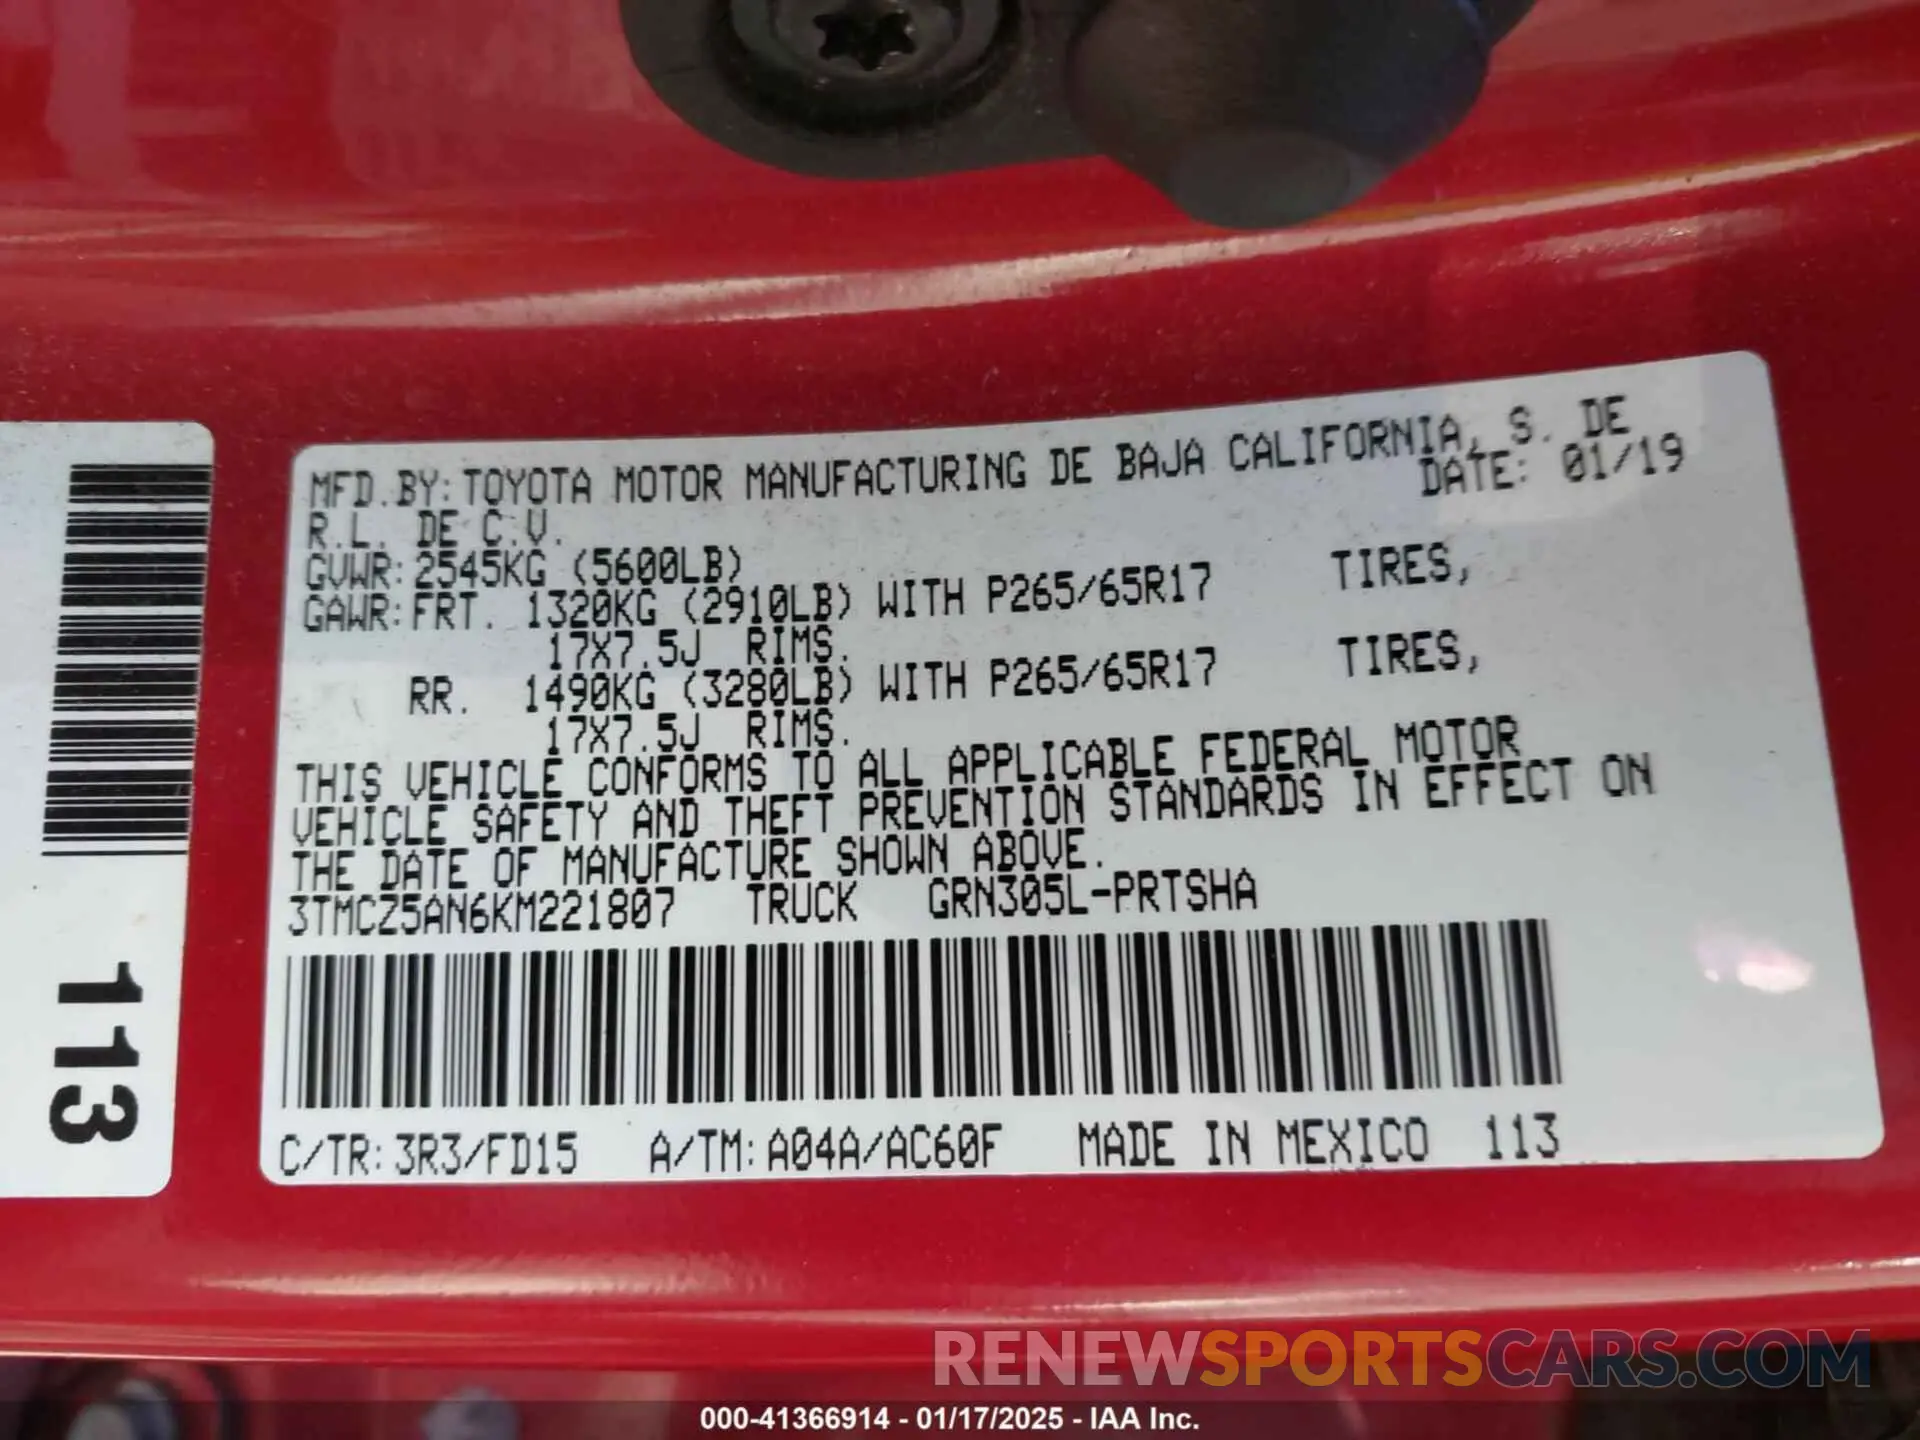 MFD.BY:TOYOTA MOTOR MANUFACTURING DE BAJA CALIFORNIA, S. DE
R.L. DE C.V. DATE: 01/19
GVWR:2545KG (5600LB)
GAWR:FRT. 1320KG (2910LB) WITH P265/65R17 TIRES,
17X7.5J RIMS.
RR. 1490KG (3280LB) WITH P265/65R17 TIRES,
17X7.5J RIMS.
THIS VEHICLE CONFORMS TO ALL APPLICABLE FEDERAL MOTOR
VEHICLE SAFETY AND THEFT PREVENTION STANDARDS IN EFFECT ON
THE DATE OF MANUFACTURE SHOWN ABOVE.
3TMCZ5AN6KM221807 TRUCK GRN305L-PRTSHA
C/TR:3R3/FD15 A/TM:A04A/AC60F MADE IN MEXICO 113
113
RENEWSPORTSCARS.COM
000-41366914 - 01/17/2025 - IAA Inc.